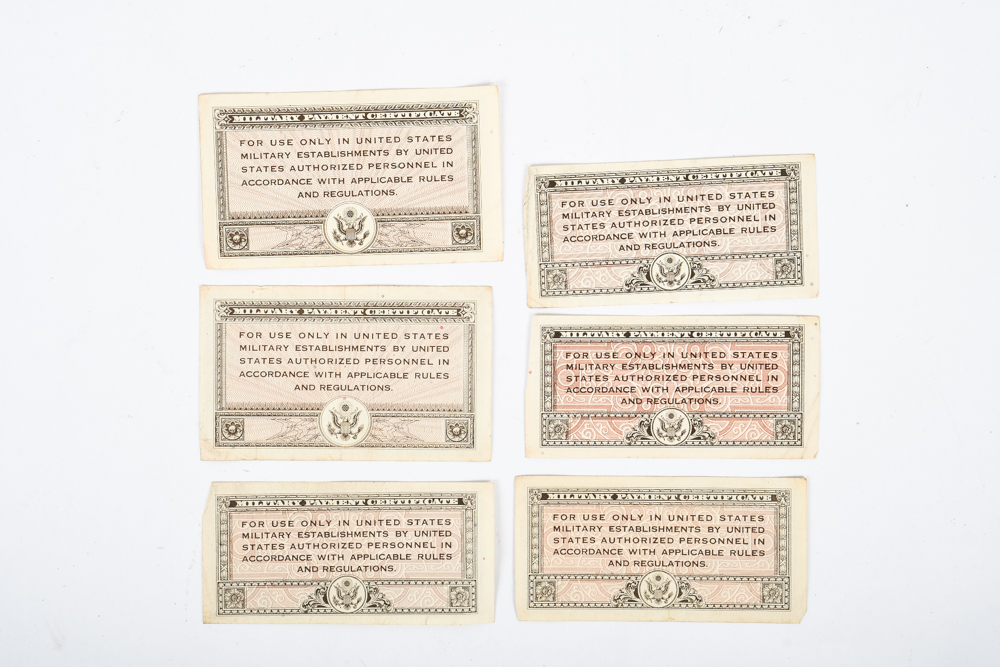 MILITARY PAYMENT CERTIFICATE
FOR USE ONLY IN UNITED STATES
MILITARY ESTABLISHMENTS BY UNITED
STATES AUTHORIZED PERSONNEL IN
ACCORDANCE WITH APPLICABLE RULES
AND REGULATIONS.
MILITARY PAYMENT CERTIFICATE
FOR USE ONLY IN UNITED STATES
MILITARY ESTABLISHMENTS BY UNITED
STATES AUTHORIZED PERSONNEL IN
ACCORDANCE WITH APPLICABLE RULES
AND REGULATIONS.
MILITARY PAYMENT CERTIFICATE
FOR USE ONLY IN UNITED STATES
MILITARY ESTABLISHMENTS BY UNITED
STATES AUTHORIZED PERSONNEL IN
ACCORDANCE WITH APPLICABLE RULES
AND REGULATIONS.
MILITARY PAYMENT CERTIFICATE
FOR USE ONLY IN UNITED STATES
MILITARY ESTABLISHMENTS BY UNITED
STATES AUTHORIZED PERSONNEL IN
ACCORDANCE WITH APPLICABLE RULES
AND REGULATIONS.
MILITARY PAYMENT CERTIFICATE
FOR USE ONLY IN UNITED STATES
MILITARY ESTABLISHMENTS BY UNITED
STATES AUTHORIZED PERSONNEL IN
ACCORDANCE WITH APPLICABLE RULES
AND REGULATIONS.
MILITARY PAYMENT CERTIFICATE
FOR USE ONLY IN UNITED STATES
MILITARY ESTABLISHMENTS BY UNITED
STATES AUTHORIZED PERSONNEL IN
ACCORDANCE WITH APPLICABLE RULES
AND REGULATIONS.